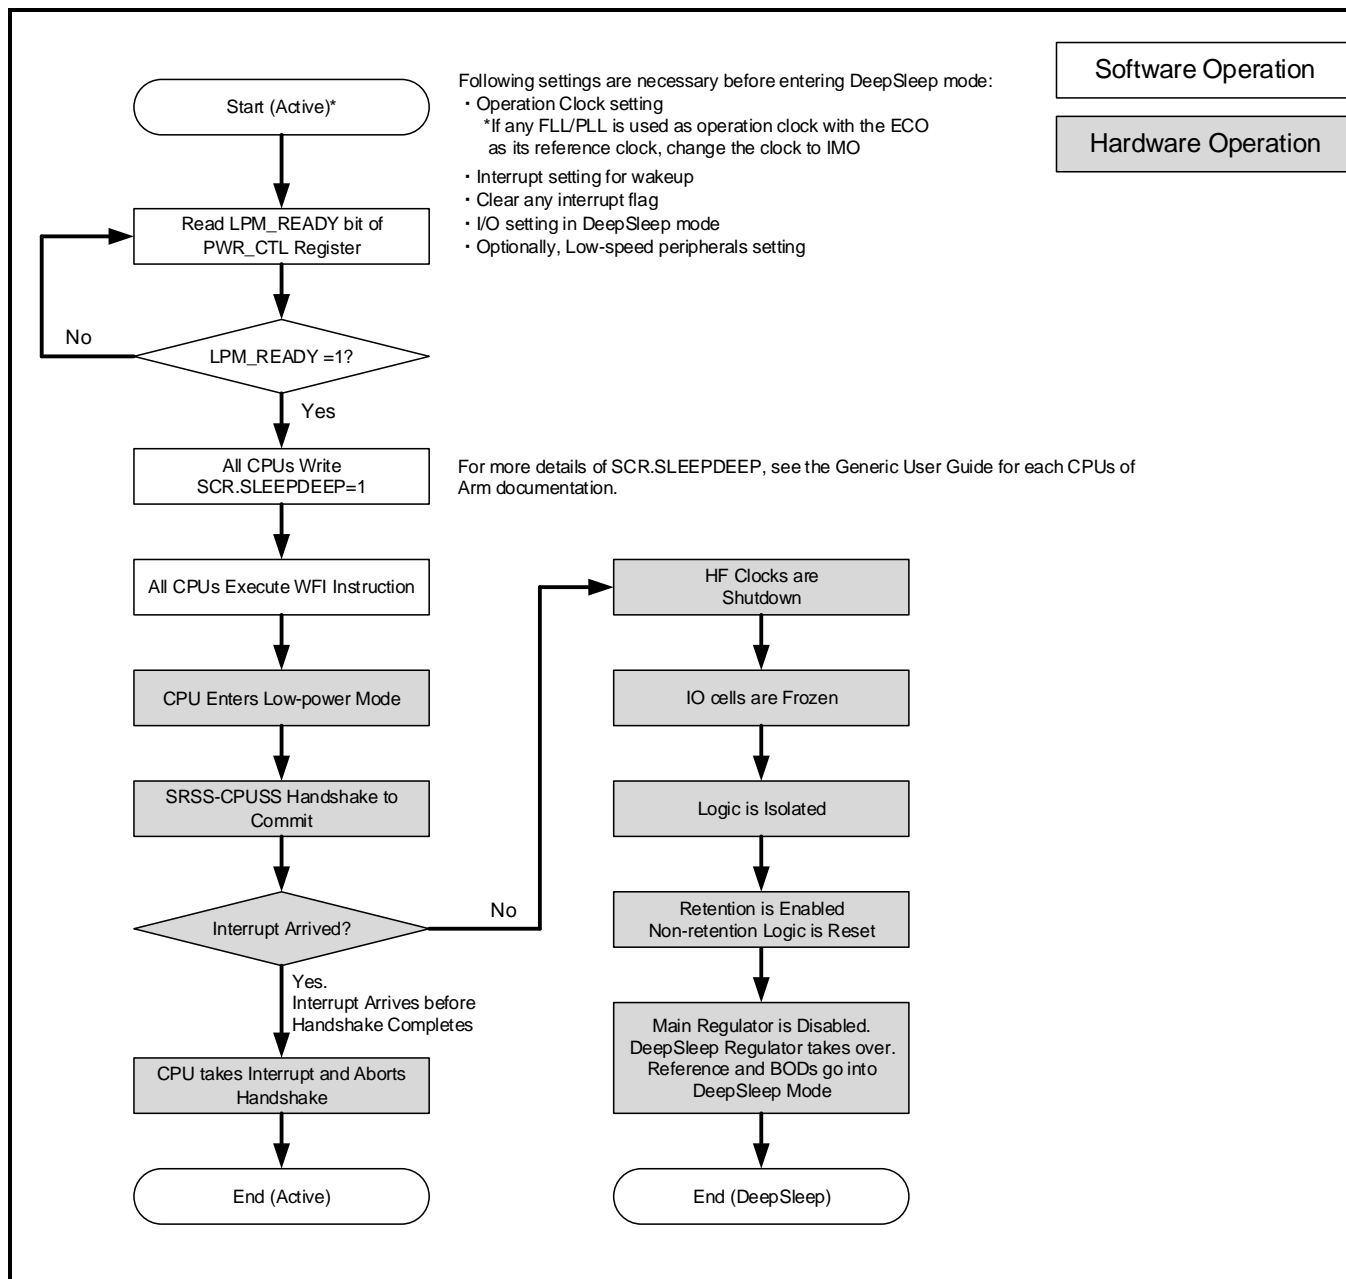 Start (Active)*
Following settings are necessary before entering DeepSleep mode:
・Operation Clock setting
*If any FLL/PLL is used as operation clock with the ECO
as its reference clock, change the clock to IMO
・Interrupt setting for wakeup
・Clear any interrupt flag
・I/O setting in DeepSleep mode
・Optionally, Low-speed peripherals setting
Software Operation
Hardware Operation
Read LPM_READY bit of
PWR_CTL Register
No
LPM_READY =1?
Yes
All CPUs Write
SCR.SLEEPDEEP=1
For more details of SCR.SLEEPDEEP, see the Generic User Guide for each CPUs of
Arm documentation.
All CPUs Execute WFI Instruction
CPU Enters Low-power Mode
SRSS-CPUSS Handshake to
Commit
Interrupt Arrived?
No
Yes.
Interrupt Arrives before
Handshake Completes
CPU takes Interrupt and Aborts
Handshake
End (Active)
HF Clocks are
Shutdown
IO cells are Frozen
Logic is Isolated
Retention is Enabled
Non-retention Logic is Reset
Main Regulator is Disabled.
DeepSleep Regulator takes over.
Reference and BODs go into
DeepSleep Mode
End (DeepSleep)